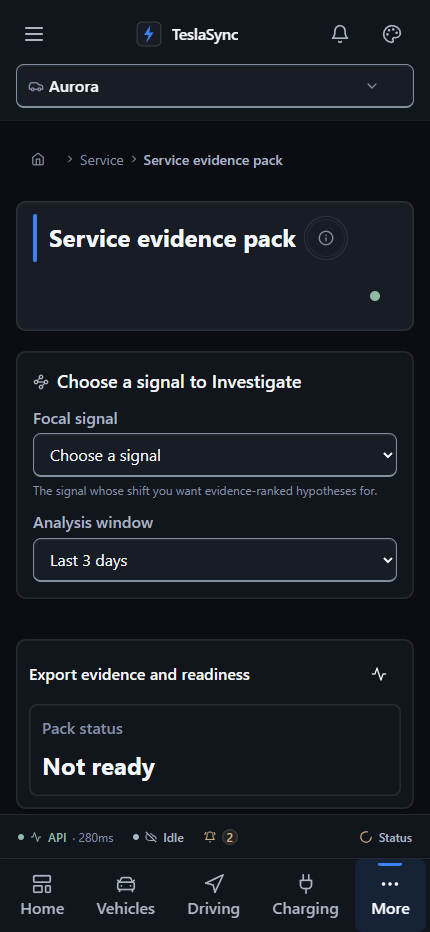 TeslaSync
Aurora
Service
Service evidence pack
Service evidence pack
Choose a signal to Investigate
Focal signal
Choose a signal
The signal whose shift you want evidence-ranked hypotheses for.
Analysis window
Last 3 days
Export evidence and readiness
Pack status
Not ready
API · 280ms
Idle
2
Status
Home
Vehicles
Driving
Charging
More